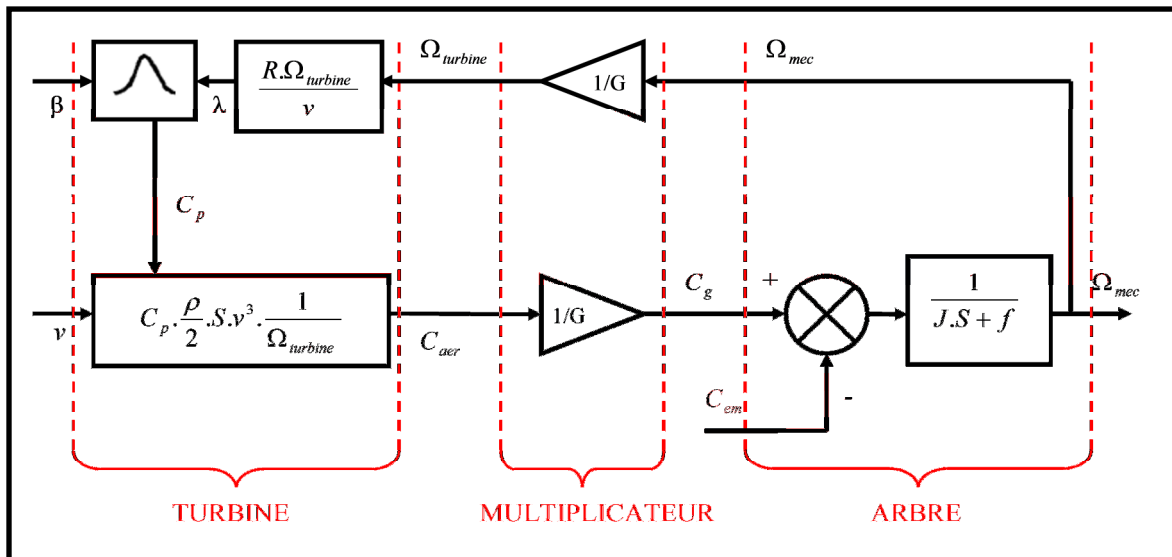 β
λ
R.Ω_turbine / v
Ω_turbine
1/G
Ω_mec
C_p
v
C_p . ρ/2 . S.v³ . 1/Ω_turbine
C_aer
1/G
C_g
+
C_em
-
1 / J.S + f
Ω_mec
TURBINE
MULTIPLICATEUR
ARBRE